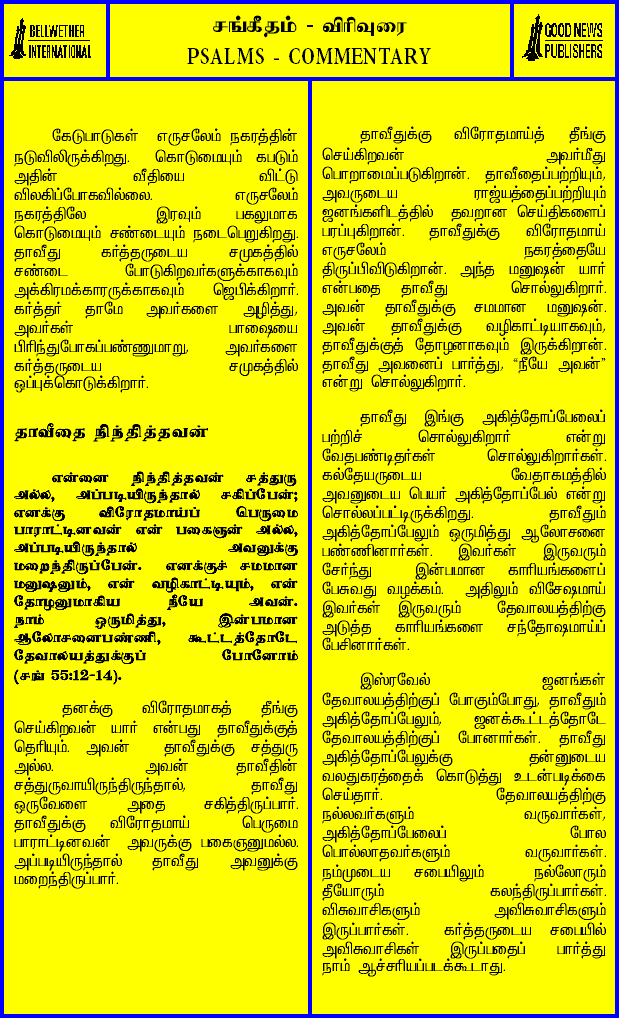 BELLWETHER
INTERNATIONAL
சங்கீதம் - விரிவுரை
PSALMS - COMMENTARY
GOOD NEWS
PUBLISHERS
கேடுபாடுகள் எருசலேம் நகரத்தின்
நடுவிலிருக்கிறது. கொடுமையும் கபடும்
அதின் வீதியை விட்டு
விலகிப்போகவில்லை. எருசலேம்
நகரத்திலே இரவும் பகலுமாக
கொடுமையும் சண்டையும் நடைபெறுகிறது.
தாவீது கர்த்தருடைய சமுகத்தில்
சண்டை போடுகிறவர்களுக்காகவும்
அக்கிரமக்காரருக்காகவும் ஜெபிக்கிறார்.
கர்த்தர் தாமே அவர்களை அழித்து,
அவர்கள் பாஷையை
பிரிந்துபோகப்பண்ணுமாறு, அவர்களை
கர்த்தருடைய சமுகத்தில்
ஒப்புக்கொடுக்கிறார்.
தாவீதை நிந்தித்தவன்
என்னை நிந்தித்தவன் சத்துரு
அல்ல, அப்படியிருந்தால் சகிப்பேன்;
எனக்கு விரோதமாய்ப் பெருமை
பாராட்டினவன் என் பகைஞன் அல்ல,
அப்படியிருந்தால் அவனுக்கு
மறைந்திருப்பேன். எனக்குச் சமமான
மனுஷனும், என் வழிகாட்டியும், என்
தோழனுமாகிய நீயே அவன்.
நாம் ஒருமித்து, இன்பமான
ஆலோசனைபண்ணி, கூட்டத்தோடே
தேவாலயத்துக்குப் போனோம்
(சங் 55:12-14).
தனக்கு விரோதமாகத் தீங்கு
செய்கிறவன் யார் என்பது தாவீதுக்குத்
தெரியும். அவன் தாவீதுக்கு சத்துரு
அல்ல. அவன் தாவீதின்
சத்துருவாயிருந்திருந்தால், தாவீது
ஒருவேளை அதை சகித்திருப்பார்.
தாவீதுக்கு விரோதமாய் பெருமை
பாராட்டினவன் அவருக்கு பகைஞனுமல்ல.
அப்படியிருந்தால் தாவீது அவனுக்கு
மறைந்திருப்பார்.
தாவீதுக்கு விரோதமாய்த் தீங்கு
செய்கிறவன் அவர்மீது
பொறாமைப்படுகிறான். தாவீதைப்பற்றியும்,
அவருடைய ராஜ்யத்தைப்பற்றியும்
ஜனங்களிடத்தில் தவறான செய்திகளைப்
பரப்புகிறான். தாவீதுக்கு விரோதமாய்
எருசலேம் நகரத்தையே
திருப்பிவிடுகிறான். அந்த மனுஷன் யார்
என்பதை தாவீது சொல்லுகிறார்.
அவன் தாவீதுக்கு சமமான மனுஷன்.
அவன் தாவீதுக்கு வழிகாட்டியாகவும்,
தாவீதுக்குத் தோழனாகவும் இருக்கிறான்.
தாவீது அவனைப் பார்த்து, “நீயே அவன்”
என்று சொல்லுகிறார்.
தாவீது இங்கு அகித்தோப்பேலைப்
பற்றிச் சொல்லுகிறார் என்று
வேதபண்டிதர்கள் சொல்லுகிறார்கள்.
கல்தேயருடைய வேதாகமத்தில்
அவனுடைய பெயர் அகித்தோப்பேல் என்று
சொல்லப்பட்டிருக்கிறது. தாவீதும்
அகித்தோப்பேலும் ஒருமித்து ஆலோசனை
பண்ணினார்கள். இவர்கள் இருவரும்
சேர்ந்து இன்பமான காரியங்களைப்
பேசுவது வழக்கம். அதிலும் விசேஷமாய்
இவர்கள் இருவரும் தேவாலயத்திற்கு
அடுத்த காரியங்களை சந்தோஷமாய்ப்
பேசினார்கள்.
இஸ்ரவேல் ஜனங்கள்
தேவாலயத்திற்குப் போகும்போது, தாவீதும்
அகித்தோப்பேலும், ஜனக்கூட்டத்தோடே
தேவாலயத்திற்குப் போனார்கள். தாவீது
அகித்தோப்பேலுக்கு தன்னுடைய
வலதுகரத்தைக் கொடுத்து உடன்படிக்கை
செய்தார். தேவாலயத்திற்கு
நல்லவர்களும் வருவார்கள்,
அகித்தோப்பேலைப் போல
பொல்லாதவர்களும் வருவார்கள்.
நம்முடைய சபையிலும் நல்லோரும்
தீயோரும் கலந்திருப்பார்கள்.
விசுவாசிகளும் அவிசுவாசிகளும்
இருப்பார்கள். கர்த்தருடைய சபையில்
அவிசுவாசிகள் இருப்பதைப் பார்த்து
நாம் ஆச்சரியப்படக்கூடாது.